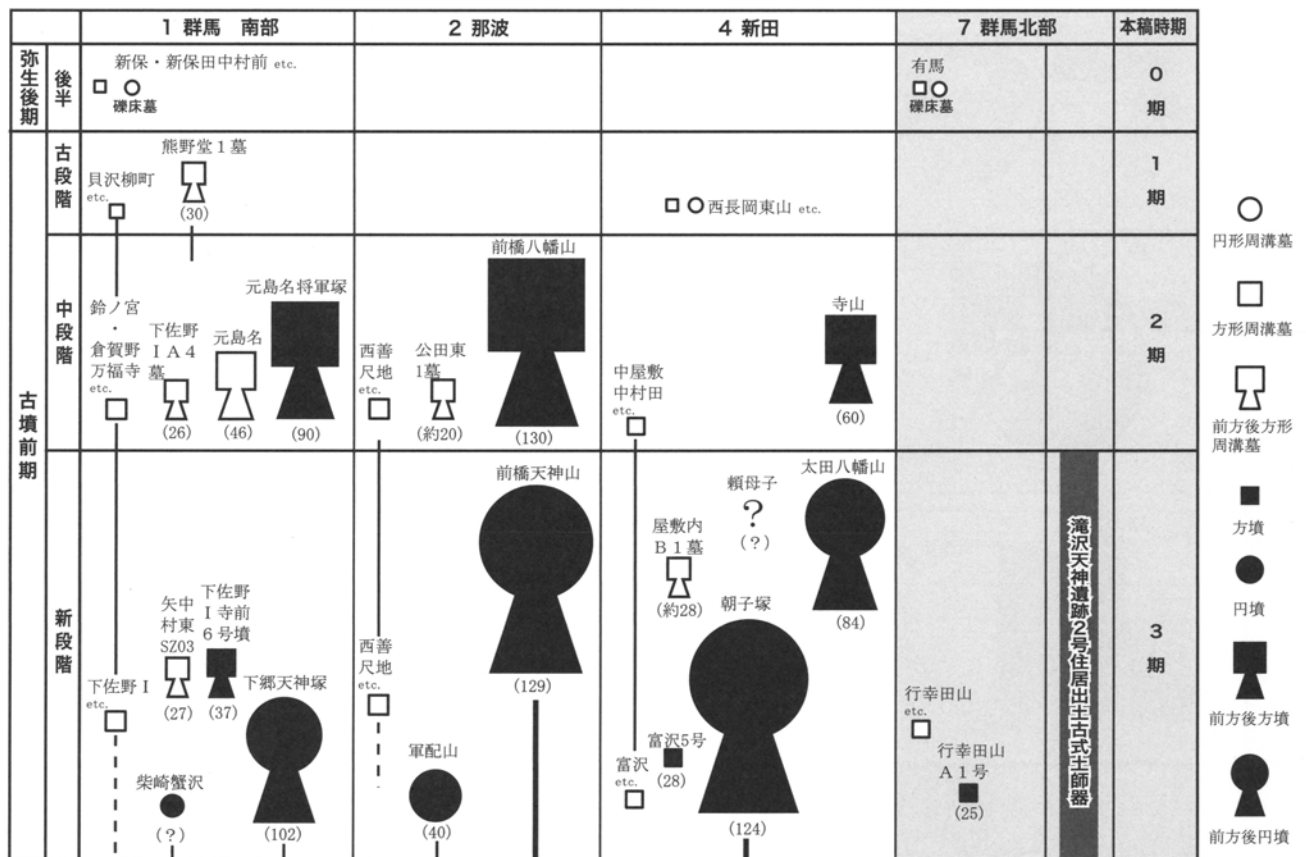 1 群馬 南部
2 那波
4 新田
7 群馬北部
本稿時期
弥生後期
後半
新保・新保田中村前 etc.
礫床墓
有馬
礫床墓
0
期
古墳前期
古段階
熊野堂1墓
(30)
貝沢柳町
etc.
西長岡東山 etc.
1
期
中段階
鈴ノ宮
・
倉賀野
万福寺
etc.
下佐野
ⅠA4
墓
(26)
元島名
(46)
元島名将軍塚
(90)
西善
尺地
etc.
公田東
1墓
(約20)
前橋八幡山
(130)
中屋敷
中村田
etc.
寺山
(60)
2
期
新段階
下佐野Ⅰ
etc.
矢中
村東
SZ03
(27)
下佐野
Ⅰ寺前
6号墳
(37)
柴崎蟹沢
(?)
下郷天神塚
(102)
西善
尺地
etc.
軍配山
(40)
前橋天神山
(129)
富沢
etc.
富沢5号
(28)
屋敷内
B1墓
(約28)
頼母子
?
(?)
朝子塚
(124)
太田八幡山
(84)
行幸田山
etc.
行幸田山
A1号
(25)
滝沢天神遺跡2号住居出土古式土師器
3
期
円形周溝墓
方形周溝墓
前方後方形
周溝墓
方墳
円墳
前方後方墳
前方後円墳